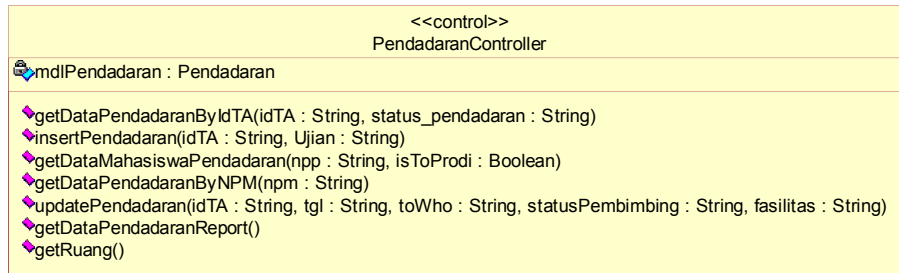 <<control>>
PendadaranController
mdlPendadaran : Pendadaran
getDataPendadaranByIdTA(idTA : String, status_pendadaran : String)
insertPendadaran(idTA : String, Ujian : String)
getDataMahasiswaPendadaran(npp : String, isToProdi : Boolean)
getDataPendadaranByNPM(npm : String)
updatePendadaran(idTA : String, tgl : String, toWho : String, statusPembimbing : String, fasilitas : String)
getDataPendadaranReport()
getRuang()